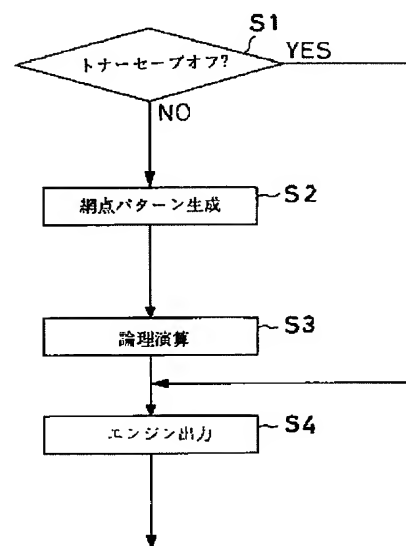 S1
トナーセーブオフ?
YES
NO
網点パターン生成
S2
論理演算
S3
エンジン出力
S4